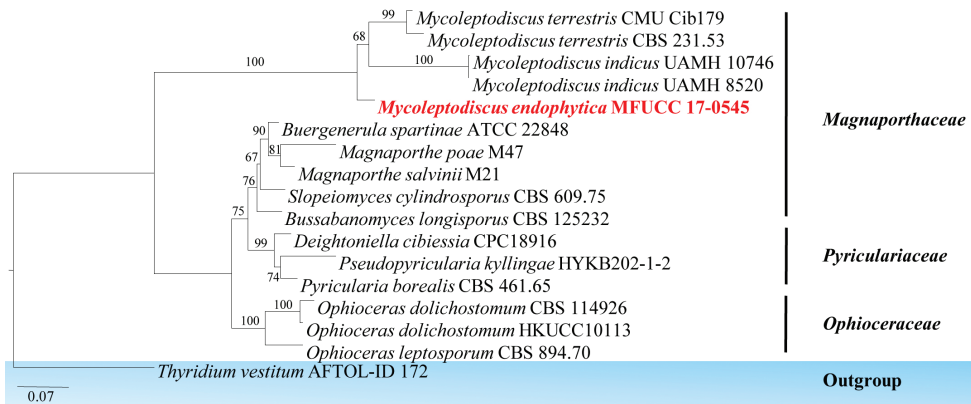 99
Mycoleptodiscus terrestris CMU Cib179
68
Mycoleptodiscus terrestris CBS 231.53
100
100
Mycoleptodiscus indicus UAMH 10746
Mycoleptodiscus indicus UAMH 8520
Mycoleptodiscus endophytica MFUCC 17-0545
Magnaporthaceae
90
Buergenerula spartinae ATCC 22848
81
Magnaporthe poae M47
67
Magnaporthe salvinii M21
76
Slopeiomyces cylindrosporus CBS 609.75
75
Bussabanomyces longisporus CBS 125232
99
Deightoniella cibiessia CPC18916
Pseudopyricularia kyllingae HYKB202-1-2
Pyriculariaceae
74
Pyricularia borealis CBS 461.65
100
Ophioceras dolichostomum CBS 114926
100
Ophioceras dolichostomum HKUCC10113
Ophioceraceae
Ophioceras leptosporum CBS 894.70
Thyridium vestitum AFTOL-ID 172
Outgroup
0.07